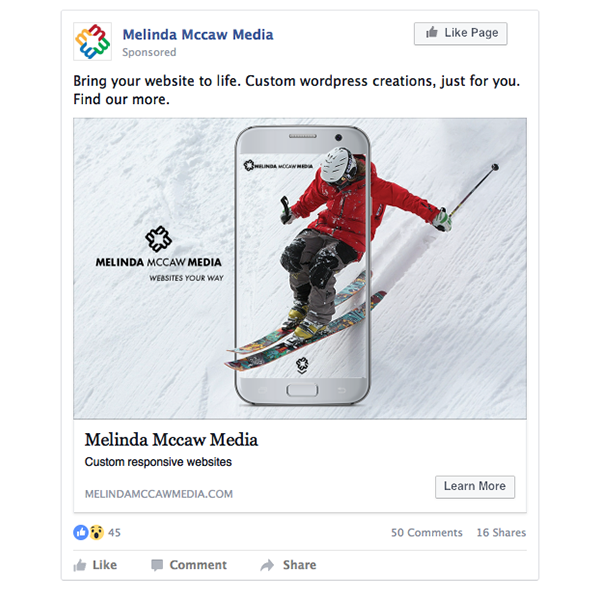 Melinda Mccaw Media
Sponsored
Like Page
Bring your website to life. Custom wordpress creations, just for you.
Find our more.
MELINDA MCCAW MEDIA
MELINDA MCCAW MEDIA
WEBSITES YOUR WAY
Melinda Mccaw Media
Custom responsive websites
MELINDAMCCAWMEDIA.COM
Learn More
45
50 Comments 16 Shares
Like Comment Share